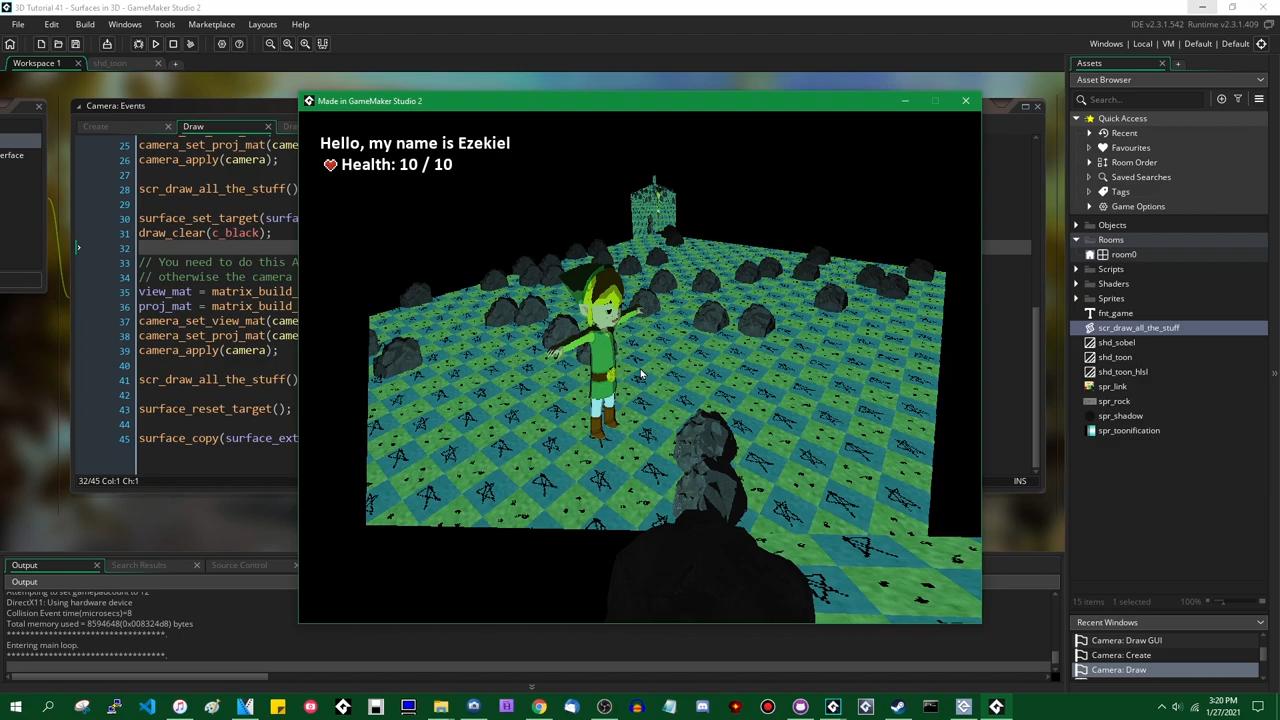 3D Tutorial 41 - Surfaces in 3D - GameMaker Studio 2
File Edit Build Windows Tools Marketplace Layouts Help
IDE v2.3.1.542 Runtime v2.3.1.409
Windows | Local | VM | Default | Default
Workspace 1 shd_toon
Assets
Asset Browser
Search...
Quick Access
Recent
Favourites
Room Order
Saved Searches
Tags
Game Options
Objects
Rooms
room0
Scripts
Shaders
Sprites
fnt_game
scr_draw_all_the_stuff
shd_sobel
shd_toon
shd_toon_hlsl
spr_link
spr_rock
spr_shadow
spr_toonification
15 items 1 selected 100%
Recent Windows
Camera: Draw GUI
Camera: Create
Camera: Draw
erface
Camera: Events
Create Draw
25 camera_set_proj_mat(came
26 camera_apply(camera);
27
28 scr_draw_all_the_stuff()
29
30 surface_set_target(surfa
31 draw_clear(c_black);
32
33 // You need to do this A
34 // otherwise the camera
35 view_mat = matrix_build_
36 proj_mat = matrix_build_
37 camera_set_view_mat(came
38 camera_set_proj_mat(came
39 camera_apply(camera);
40
41 scr_draw_all_the_stuff()
42
43 surface_reset_target();
44
45 surface_copy(surface_ext
32/45 Col:1 Ch:1
INS
Made in GameMaker Studio 2
Hello, my name is Ezekiel
Health: 10 / 10
Output Search Results Source Control
Output
DirectX11: Using hardware device
Collision Event time(microsecs)=8
Total memory used = 8594648(0x008324d8) bytes
**********************************.
Entering main loop.
**********************************.
3:20 PM
1/27/2021